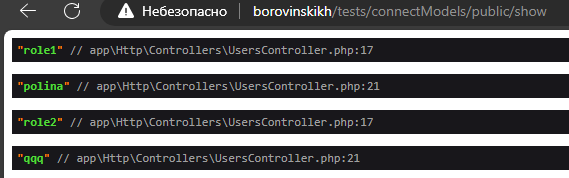 Небезопасно borovinskikh/tests/connectModels/public/show
"role1" // app\Http\Controllers\UsersController.php:17
"polina" // app\Http\Controllers\UsersController.php:21
"role2" // app\Http\Controllers\UsersController.php:17
"qqq" // app\Http\Controllers\UsersController.php:21